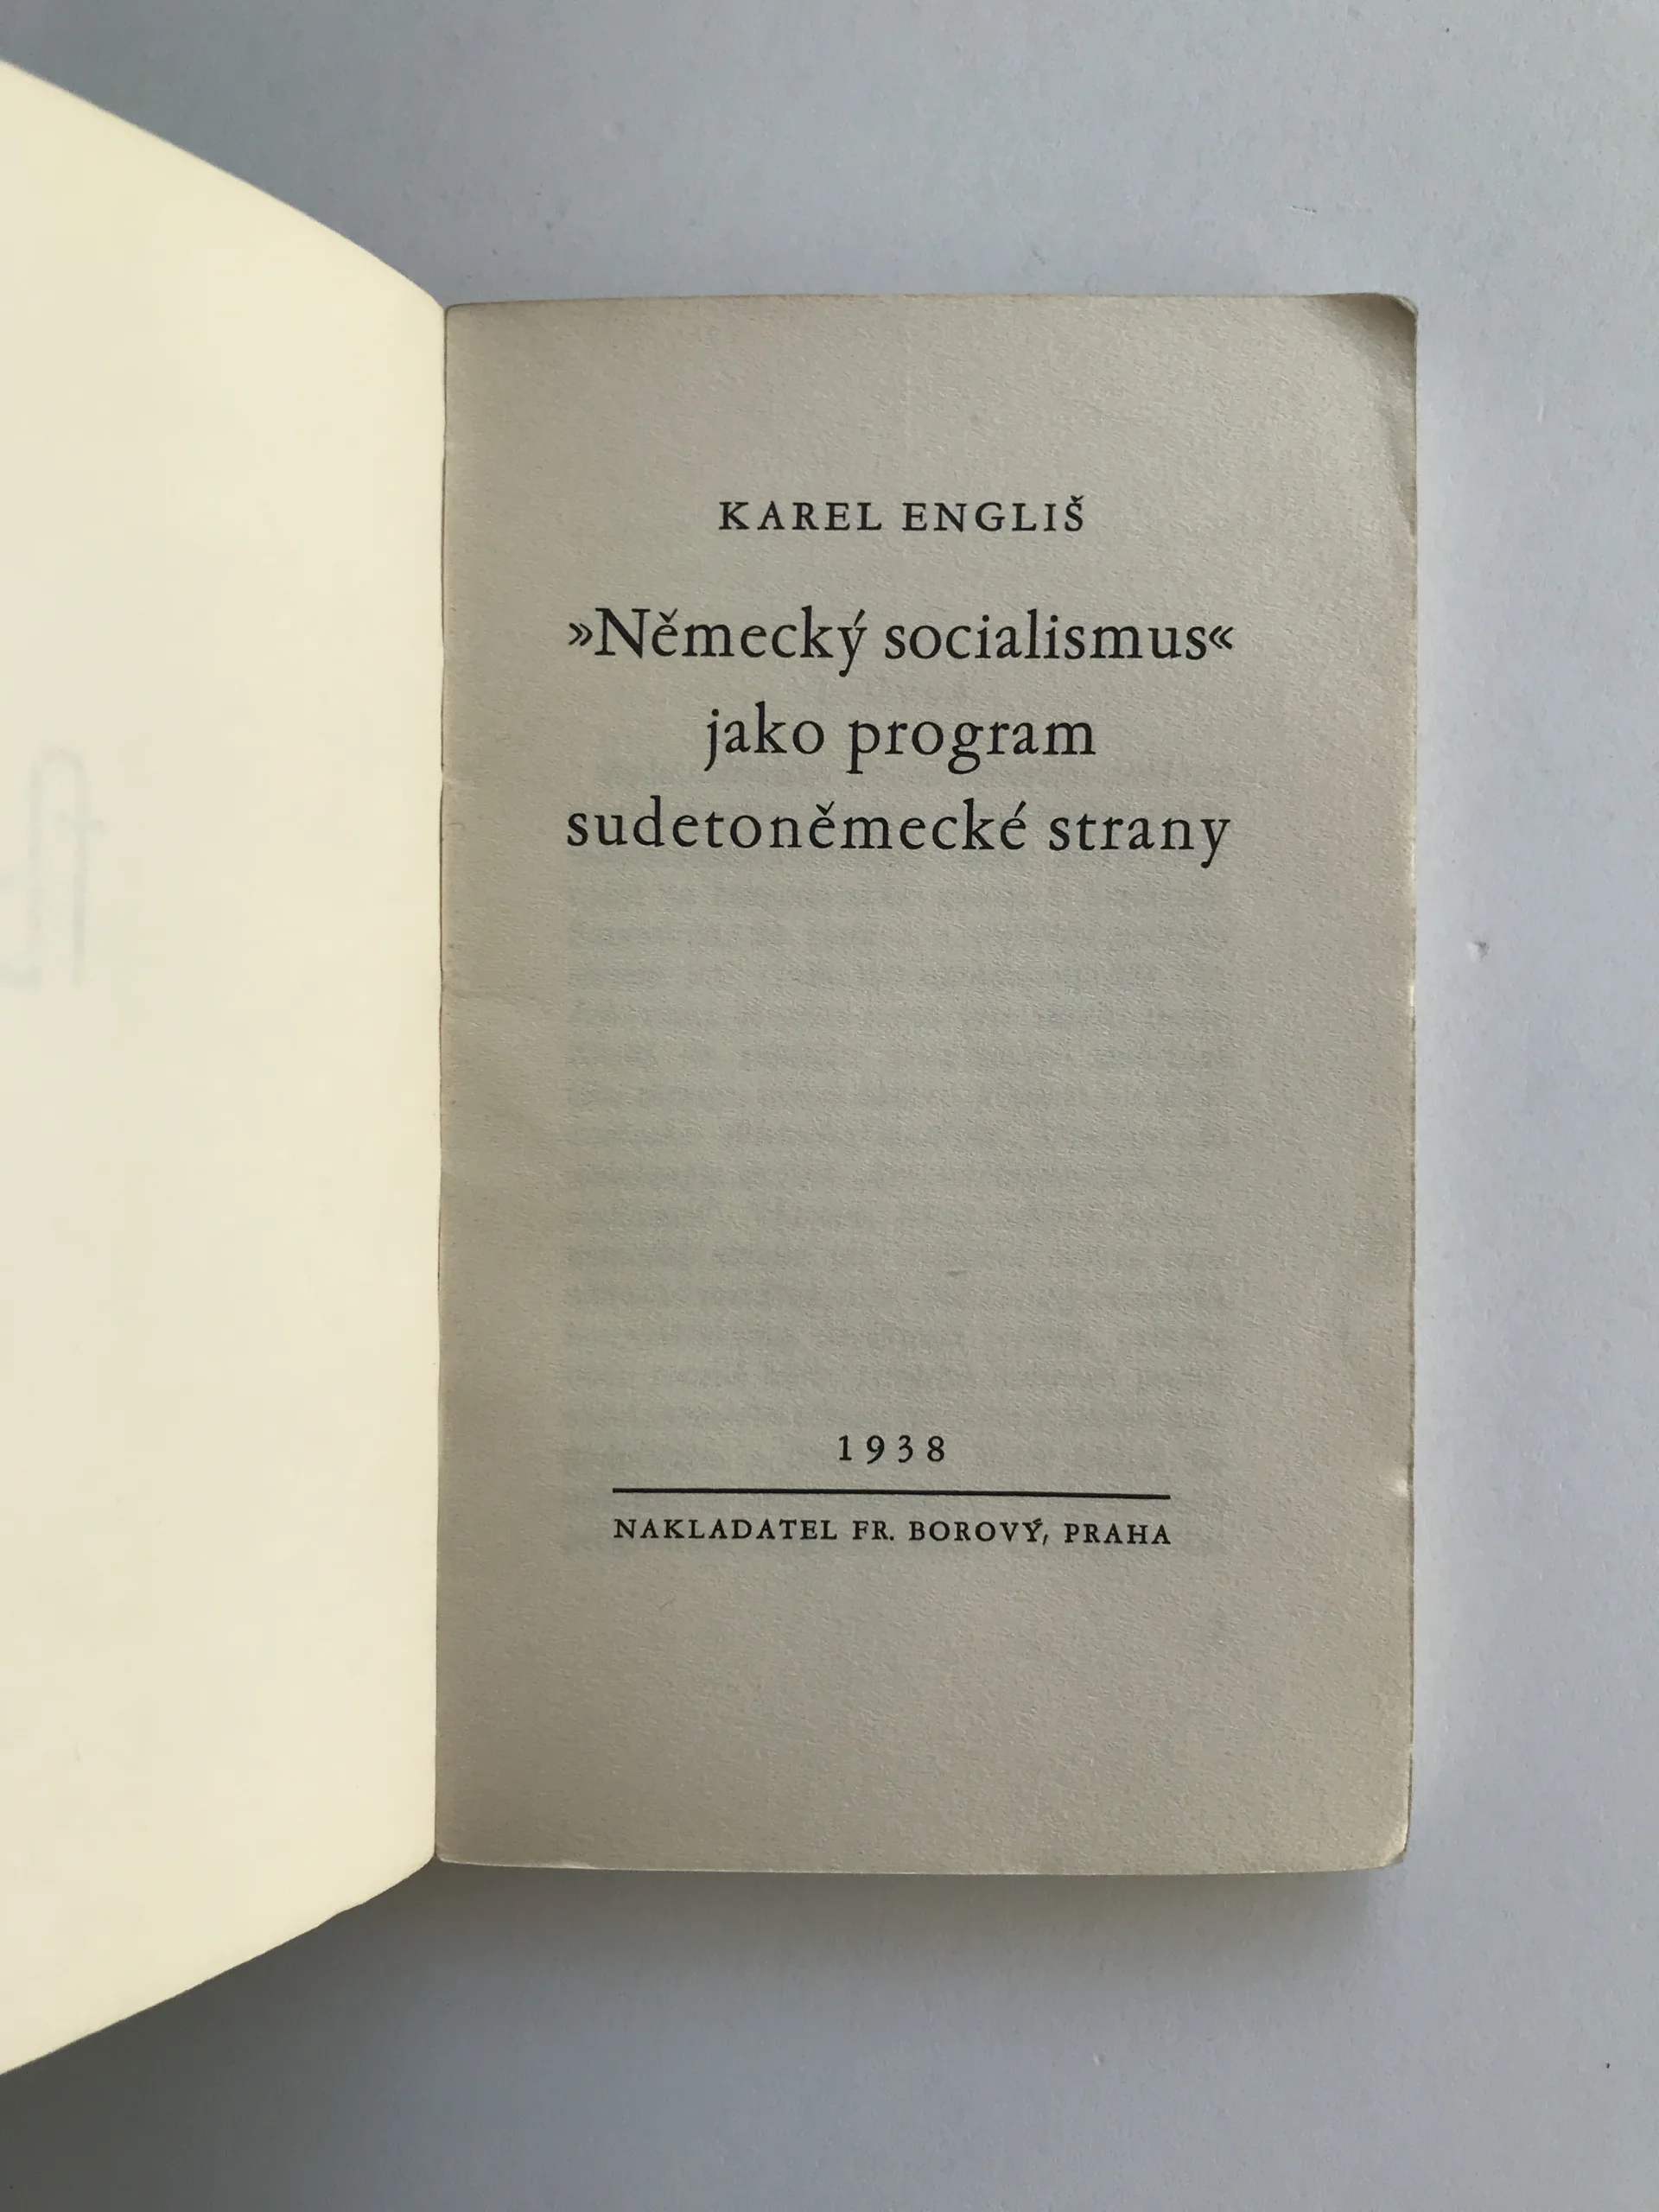 KAREL ENGLIŠ
»Německý socialismus«
jako program
sudetoněmecké strany
1938
NAKLADATEL FR. BOROVÝ, PRAHA